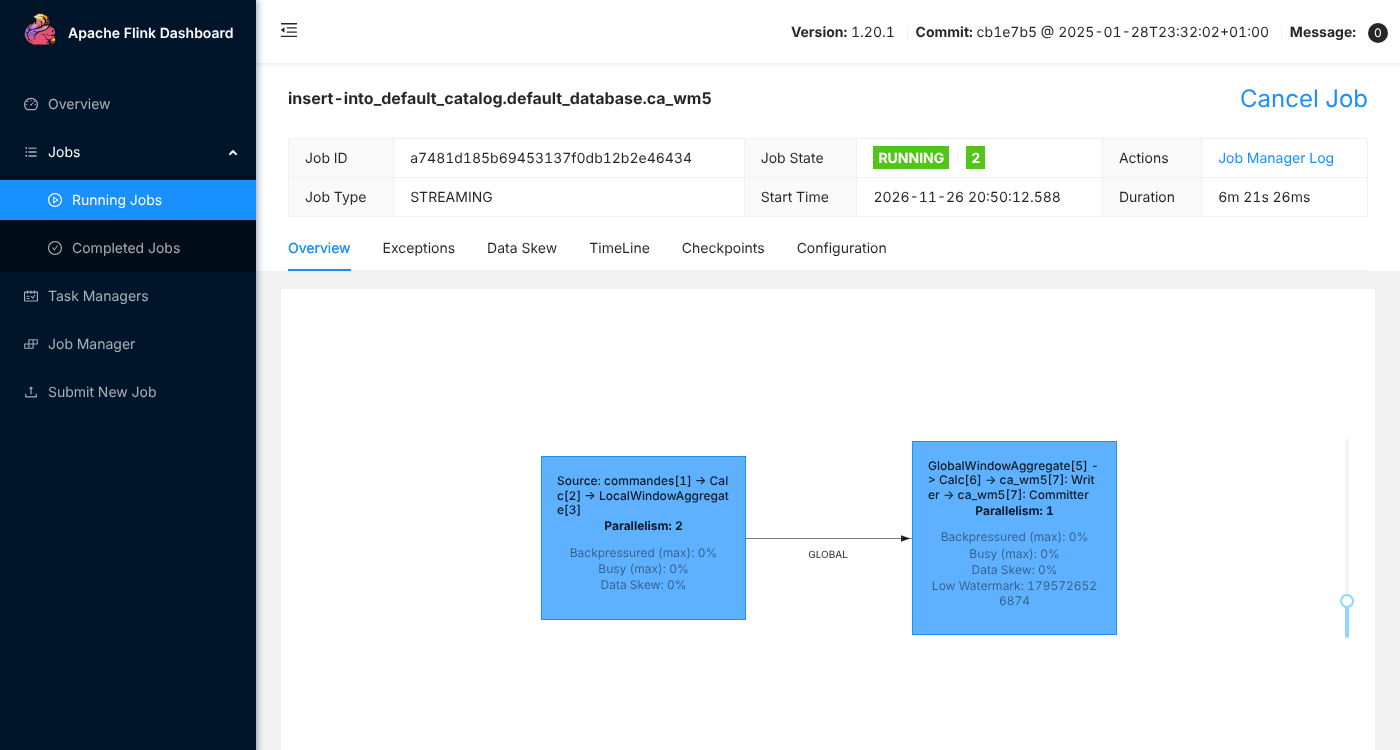 Apache Flink Dashboard
Version: 1.20.1 Commit: cb1e7b5 @ 2025-01-28T23:32:02+01:00 Message: 0
Overview
Jobs
Running Jobs
Completed Jobs
Task Managers
Job Manager
Submit New Job
insert-into_default_catalog.default_database.ca_wm5
Cancel Job
Job ID a7481d185b69453137f0db12b2e46434 Job State RUNNING 2 Actions Job Manager Log
Job Type STREAMING Start Time 2026-11-26 20:50:12.588 Duration 6m 21s 26ms
Overview Exceptions Data Skew TimeLine Checkpoints Configuration
Source: commandes[1] -> Cal
c[2] -> LocalWindowAggregat
e[3]
Parallelism: 2
Backpressured (max): 0%
Busy (max): 0%
Data Skew: 0%
GLOBAL
GlobalWindowAggregate[5] -
> Calc[6] -> ca_wm5[7]: Writ
er -> ca_wm5[7]: Committer
Parallelism: 1
Backpressured (max): 0%
Busy (max): 0%
Data Skew: 0%
Low Watermark: 179572652
6874